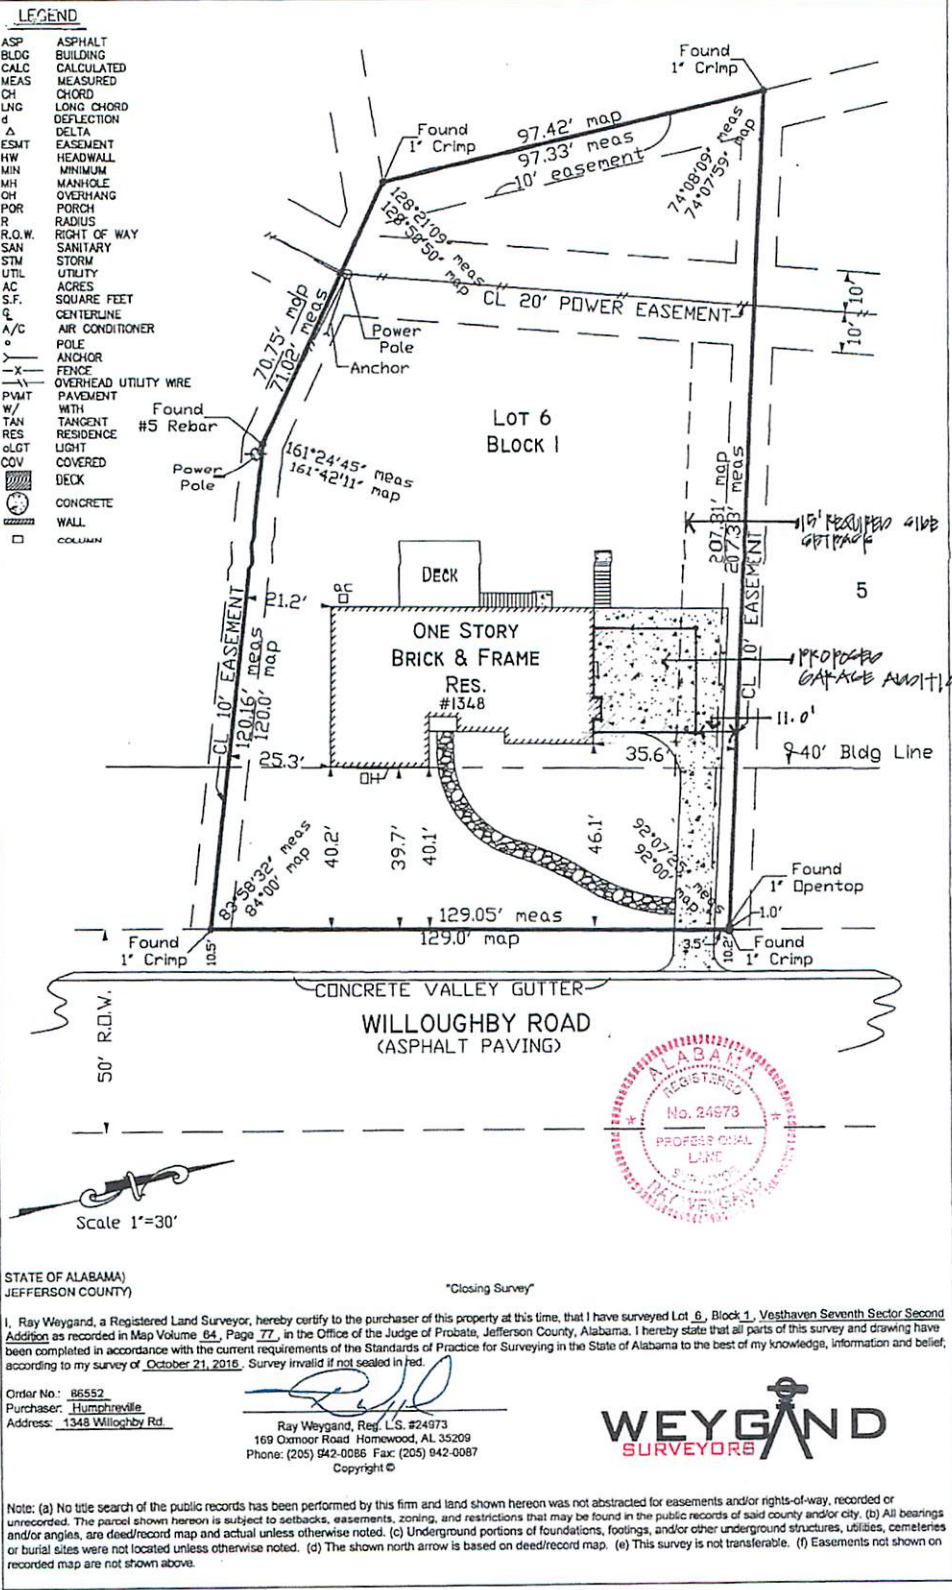 LEGEND
ASP ASPHALT
BLDG BUILDING
CALC CALCULATED
MEAS MEASURED
CH CHORD
LNG LONG CHORD
d DEFLECTION
Δ DELTA
ESMT EASEMENT
HW HEADWALL
MIN MINIMUM
MH MANHOLE
OH OVERHANG
POR PORCH
R RADIUS
R.O.W. RIGHT OF WAY
SAN SANITARY
STM STORM
UTIL UTILITY
AC ACRES
S.F. SQUARE FEET
℄ CENTERLINE
A/C AIR CONDITIONER
POLE
ANCHOR
—X— FENCE
OVERHEAD UTILITY WIRE
PVMT PAVEMENT
W/ WITH
TAN TANGENT
RES RESIDENCE
oLGT LIGHT
COV COVERED
DECK
CONCRETE
WALL
COLUMN
Found
1" Crimp
Found
1" Crimp
97.42' map
97.33' meas
10' easement
74°08'09" meas
74°07'59" map
128°21'09" meas
128°58'50" map
CL 20' POWER EASEMENT
10'
10'
70.75' map
71.02' meas
Power
Pole
Anchor
Found
#5 Rebar
Power
Pole
161°24'45" meas
161°42'11" map
LOT 6
BLOCK 1
207.31' map
207.33' meas
15' REQUIRED SIDE
SETBACK
5
CL 10' EASEMENT
DECK
ac
21.2'
ONE STORY
BRICK & FRAME
RES.
#1348
PROPOSED
GARAGE ADDITI
11.0'
CL 10' EASEMENT
120.16' meas
120.0' map
25.3'
OH
35.6'
40' Bldg Line
40.2'
39.7'
40.1'
46.1'
83°58'32" meas
84°00' map
92°07'25" meas
92°00' map
Found
1" Opentop
1.0'
129.05' meas
129.0' map
Found
1" Crimp
10.5'
3.5'
10.2'
Found
1" Crimp
CONCRETE VALLEY GUTTER
WILLOUGHBY ROAD
(ASPHALT PAVING)
50' R.O.W.
ALABAMA
REGISTERED
No. 24973
PROFESSIONAL
LAND
SURVEYOR
RAY WEYGAND
N
Scale 1"=30'
STATE OF ALABAMA)
JEFFERSON COUNTY)
"Closing Survey"
I, Ray Weygand, a Registered Land Surveyor, hereby certify to the purchaser of this property at this time, that I have surveyed Lot 6, Block 1, Vesthaven Seventh Sector Second
Addition as recorded in Map Volume 64, Page 77, in the Office of the Judge of Probate, Jefferson County, Alabama. I hereby state that all parts of this survey and drawing have
been completed in accordance with the current requirements of the Standards of Practice for Surveying in the State of Alabama to the best of my knowledge, information and belief,
according to my survey of October 21, 2016. Survey invalid if not sealed in red.
Order No.: 86552
Purchaser: Humphreville
Address: 1348 Willoghby Rd.
Ray Weygand, Reg. L.S. #24973
169 Oxmoor Road Homewood, AL 35209
Phone: (205) 942-0086 Fax: (205) 942-0087
Copyright ©
WEYGAND
SURVEYORS
Note: (a) No title search of the public records has been performed by this firm and land shown hereon was not abstracted for easements and/or rights-of-way, recorded or
unrecorded. The parcel shown hereon is subject to setbacks, easements, zoning, and restrictions that may be found in the public records of said county and/or city. (b) All bearings
and/or angles, are deed/record map and actual unless otherwise noted. (c) Underground portions of foundations, footings, and/or other underground structures, utilities, cemeteries
or burial sites were not located unless otherwise noted. (d) The shown north arrow is based on deed/record map. (e) This survey is not transferable. (f) Easements not shown on
recorded map are not shown above.